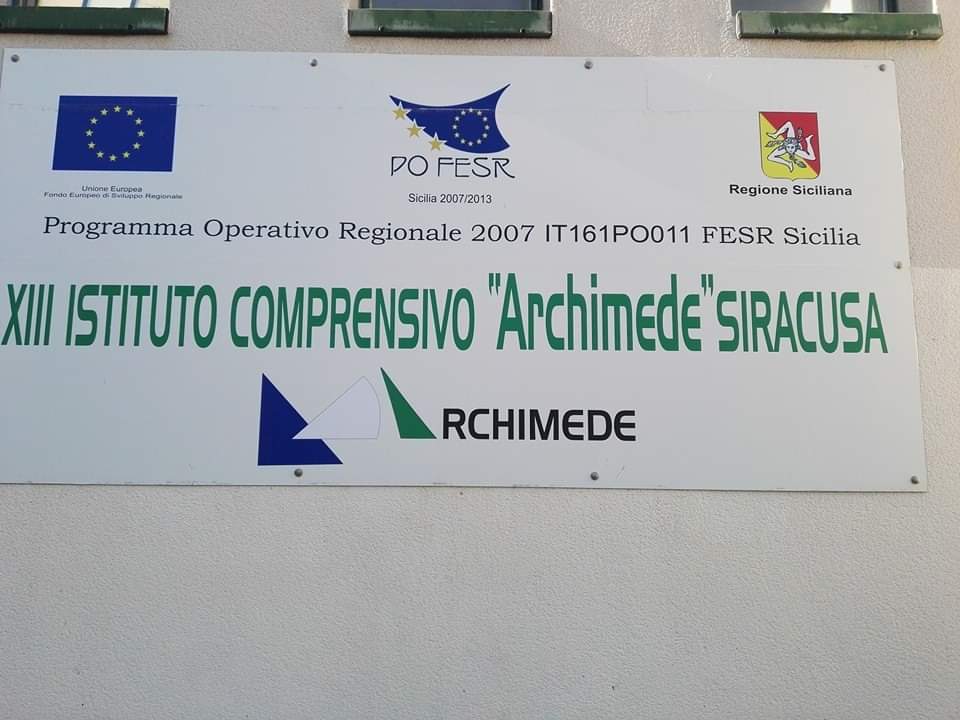 Unione Europea
Fondo Europeo di Sviluppo Regionale
PO FESR
Sicilia 2007/2013
Regione Siciliana
Programma Operativo Regionale 2007 IT161PO011 FESR Sicilia
XIII ISTITUTO COMPRENSIVO "Archimede" SIRACUSA
RCHIMEDE